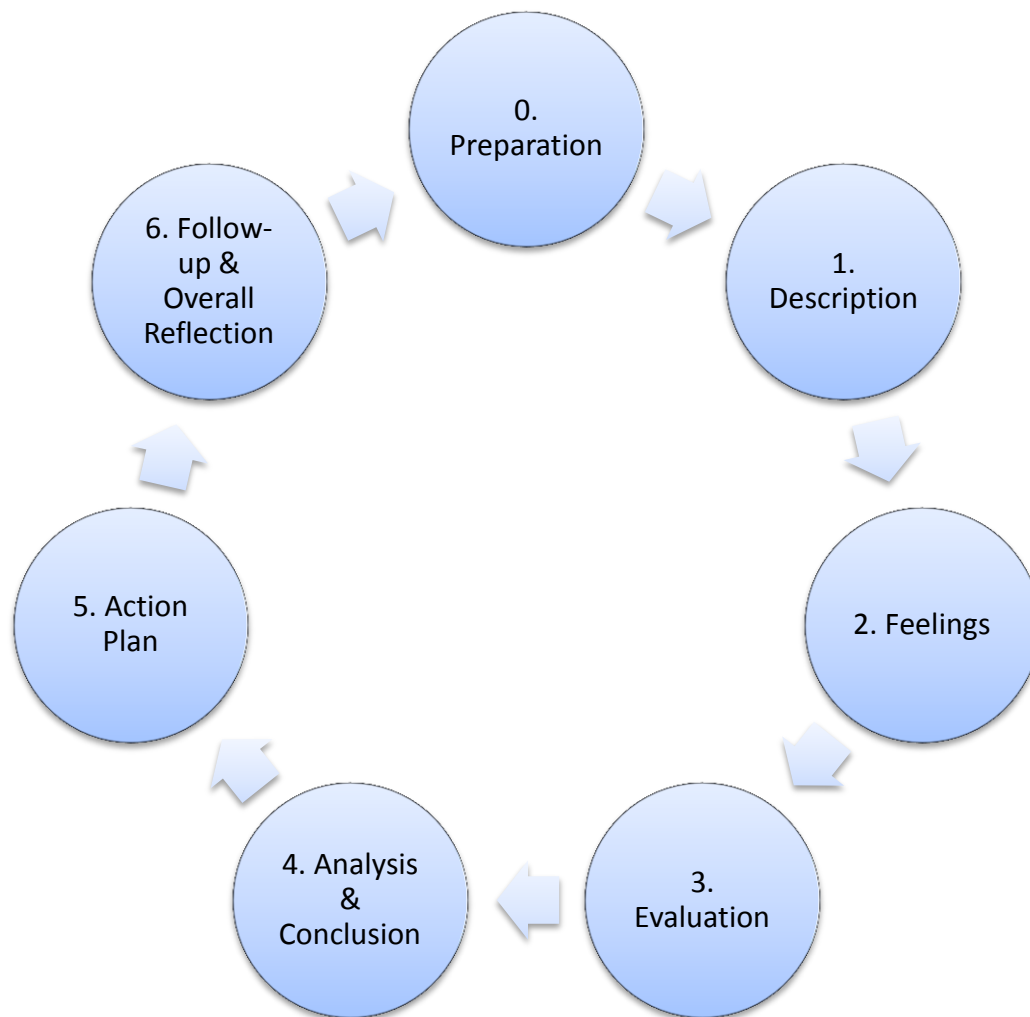 0.
Preparation
1.
Description
2. Feelings
3.
Evaluation
4. Analysis
&
Conclusion
5. Action
Plan
6. Follow-
up &
Overall
Reflection